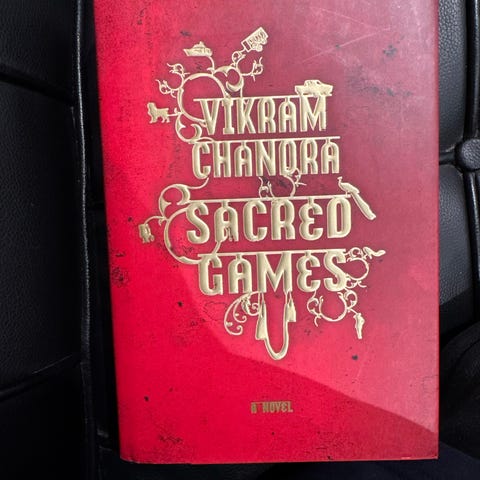 VIKRAM
CHANDRA
SACRED
GAMES
A NOVEL